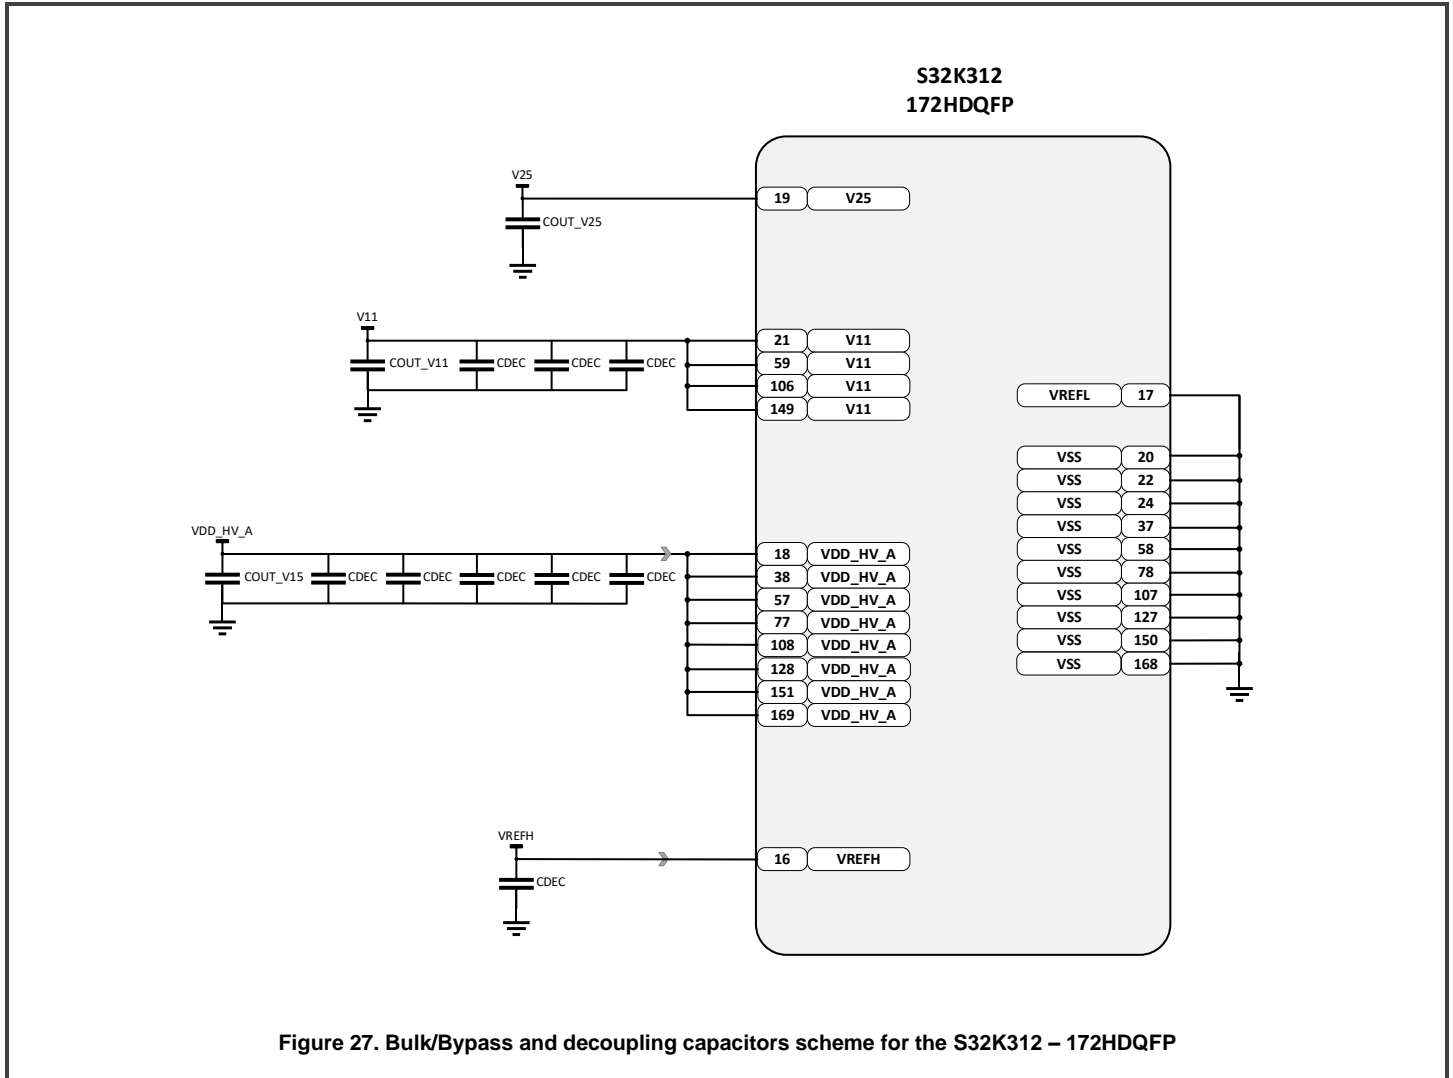 S32K312
172HDQFP
V25
19 V25
COUT_V25
V11
21 V11
COUT_V11 CDEC CDEC CDEC
59 V11
106 V11
149 V11
VREFL 17
VSS 20
VSS 22
VSS 24
VSS 37
VSS 58
VSS 78
VSS 107
VSS 127
VSS 150
VSS 168
VDD_HV_A
18 VDD_HV_A
COUT_V15 CDEC CDEC CDEC CDEC CDEC
38 VDD_HV_A
57 VDD_HV_A
77 VDD_HV_A
108 VDD_HV_A
128 VDD_HV_A
151 VDD_HV_A
169 VDD_HV_A
VREFH
16 VREFH
CDEC
Figure 27. Bulk/Bypass and decoupling capacitors scheme for the S32K312 – 172HDQFP